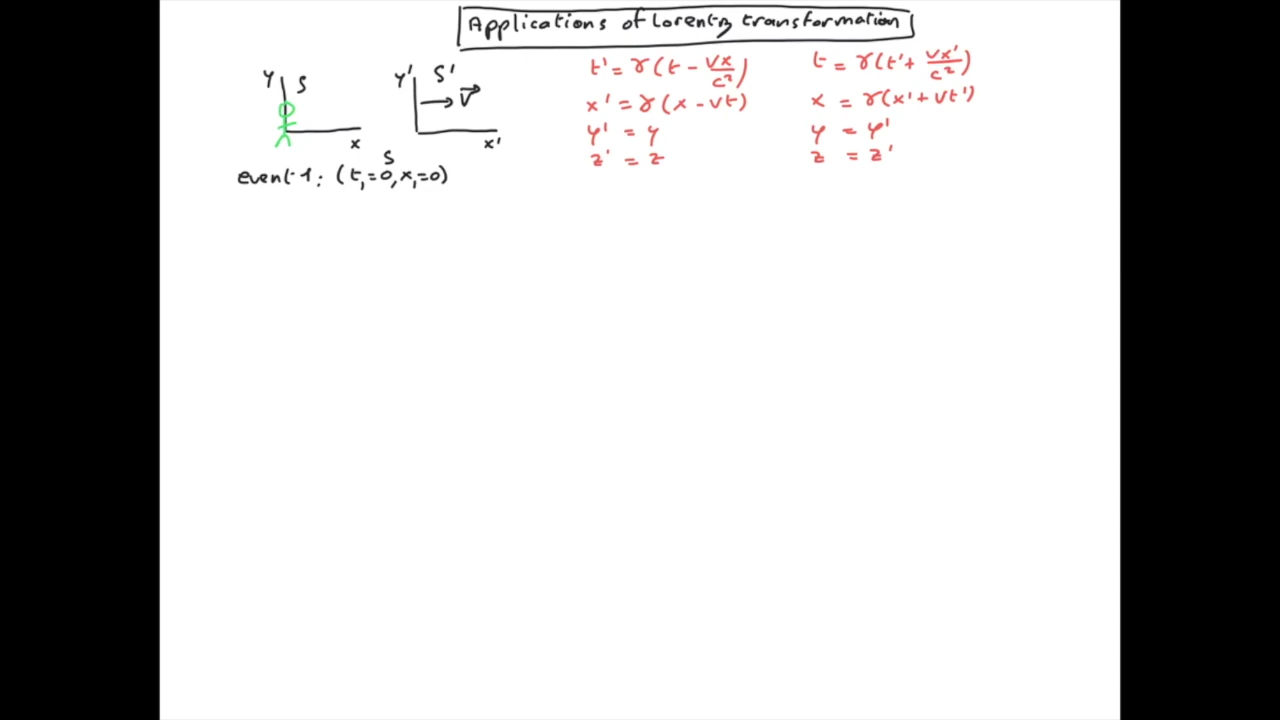 Applications of Lorentz transformation
y S
x
y' S'
v⃗
x'
t' = γ(t - vx/c²)
x' = γ(x - vt)
y' = y
z' = z
t = γ(t' + vx'/c²)
x = γ(x' + vt')
y = y'
z = z'
S
event 1: (t₁=0, x₁=0)